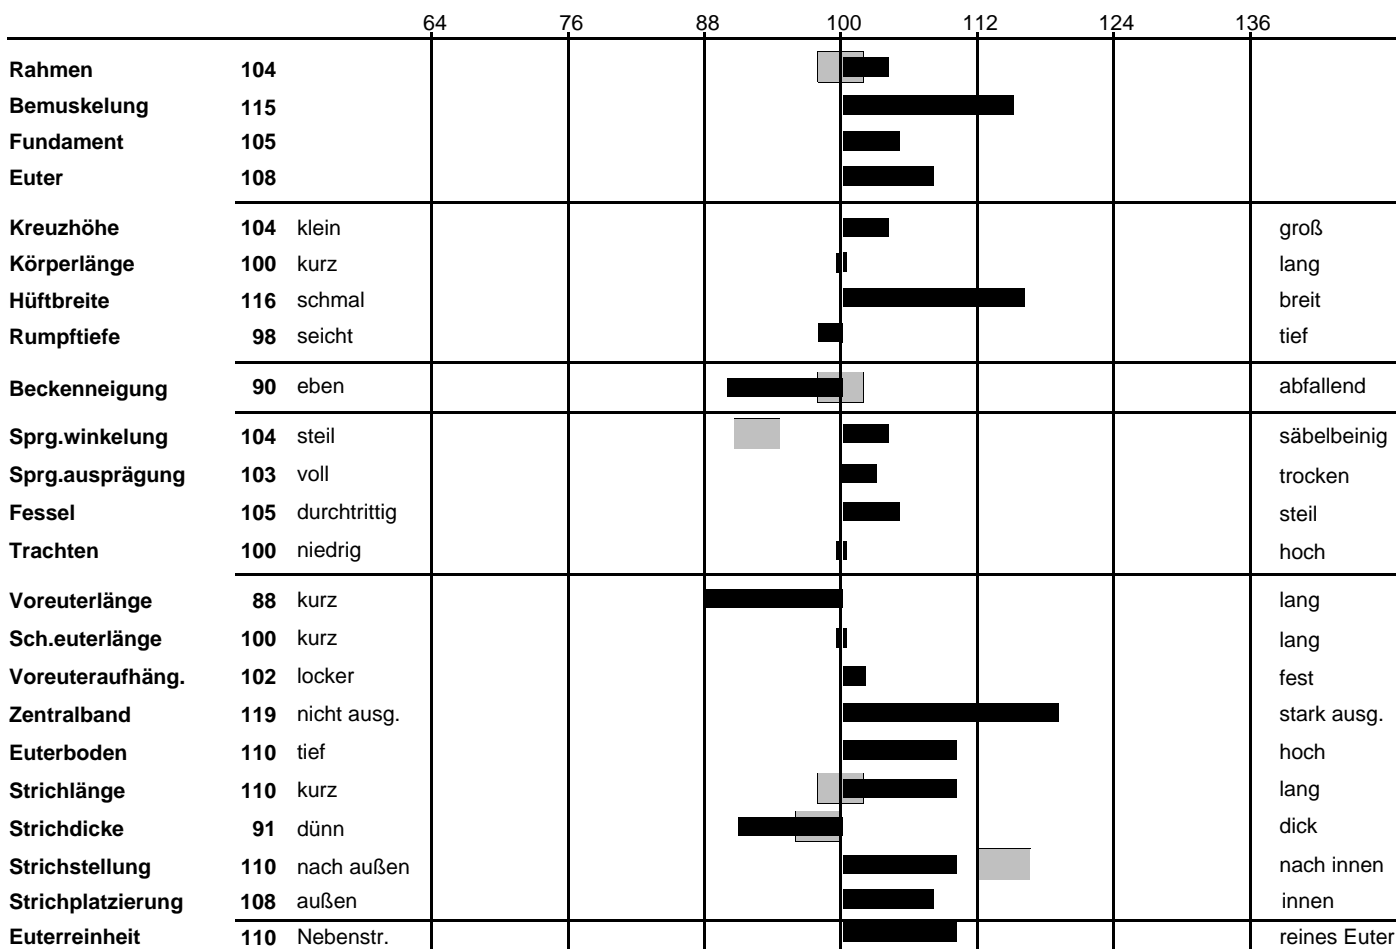 64 76 88 100 112 124 136
Rahmen 104
Bemuskelung 115
Fundament 105
Euter 108
Kreuzhöhe 104 klein groß
Körperlänge 100 kurz lang
Hüftbreite 116 schmal breit
Rumpftiefe 98 seicht tief
Beckenneigung 90 eben abfallend
Sprg.winkelung 104 steil säbelbeinig
Sprg.ausprägung 103 voll trocken
Fessel 105 durchtrittig steil
Trachten 100 niedrig hoch
Voreuterlänge 88 kurz lang
Sch.euterlänge 100 kurz lang
Voreuteraufhäng. 102 locker fest
Zentralband 119 nicht ausg. stark ausg.
Euterboden 110 tief hoch
Strichlänge 110 kurz lang
Strichdicke 91 dünn dick
Strichstellung 110 nach außen nach innen
Strichplatzierung 108 außen innen
Euterreinheit 110 Nebenstr. reines Euter